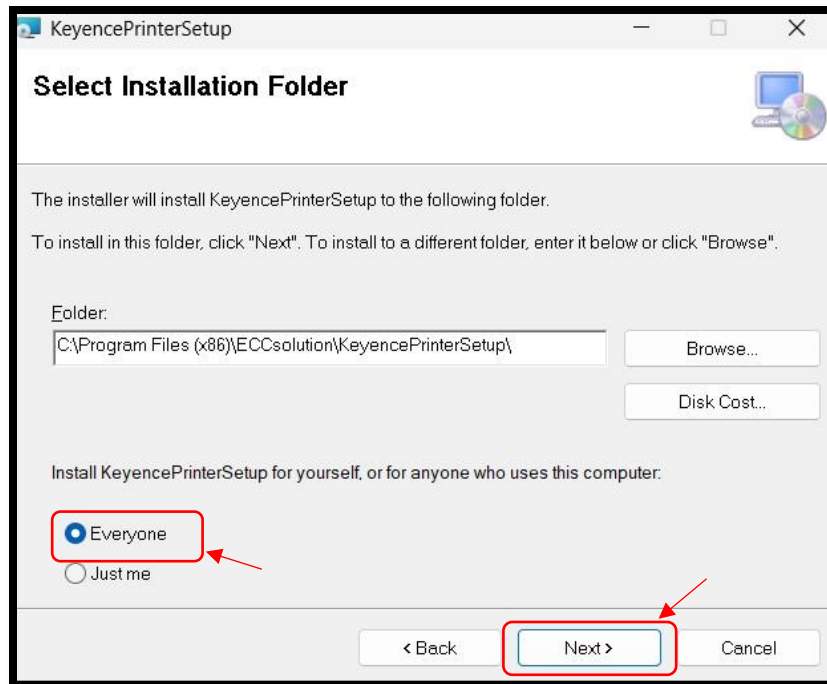 KeyencePrinterSetup
Select Installation Folder
The installer will install KeyencePrinterSetup to the following folder.
To install in this folder, click "Next". To install to a different folder, enter it below or click "Browse".
Folder:
C:\Program Files (x86)\ECCsolution\KeyencePrinterSetup\
Browse...
Disk Cost...
Install KeyencePrinterSetup for yourself, or for anyone who uses this computer:
Everyone
Just me
< Back Next > Cancel